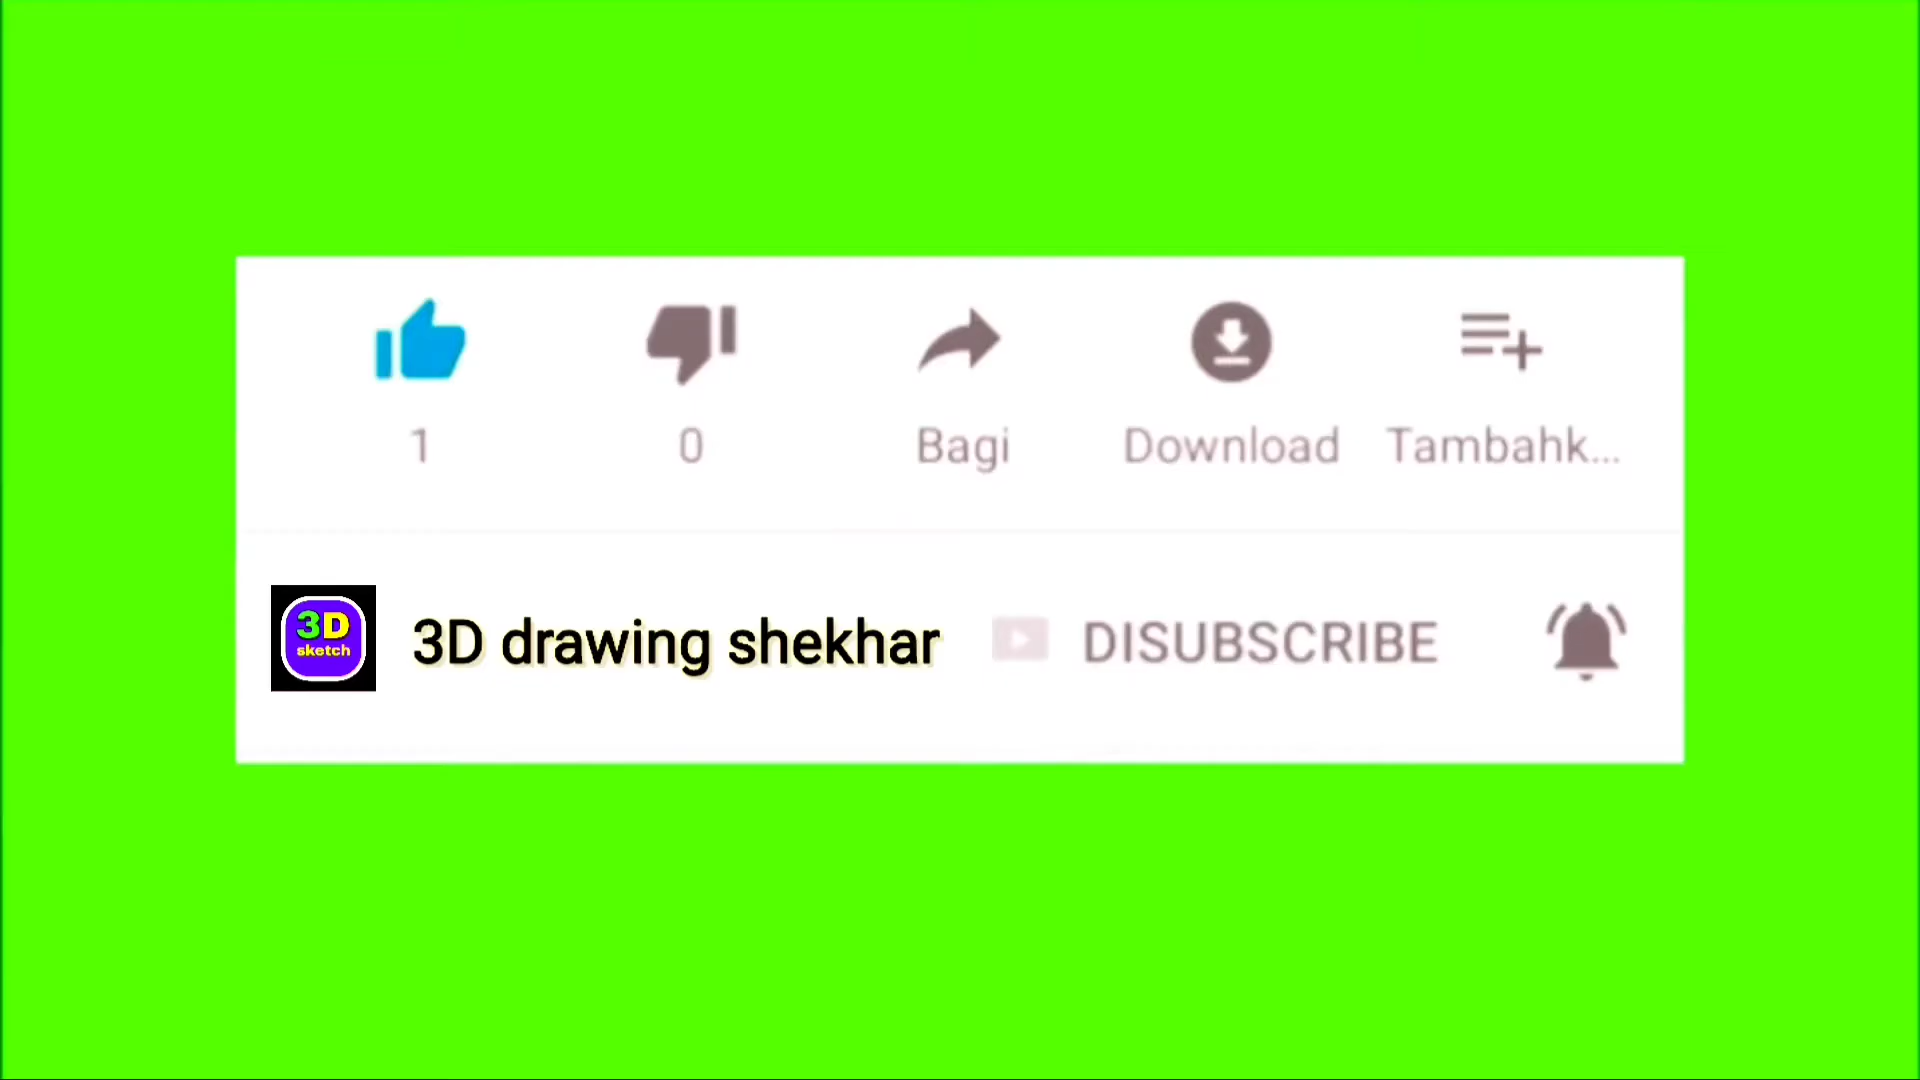 1 0 Bagi Download Tambahk...
3D
sketch
3D drawing shekhar DISUBSCRIBE